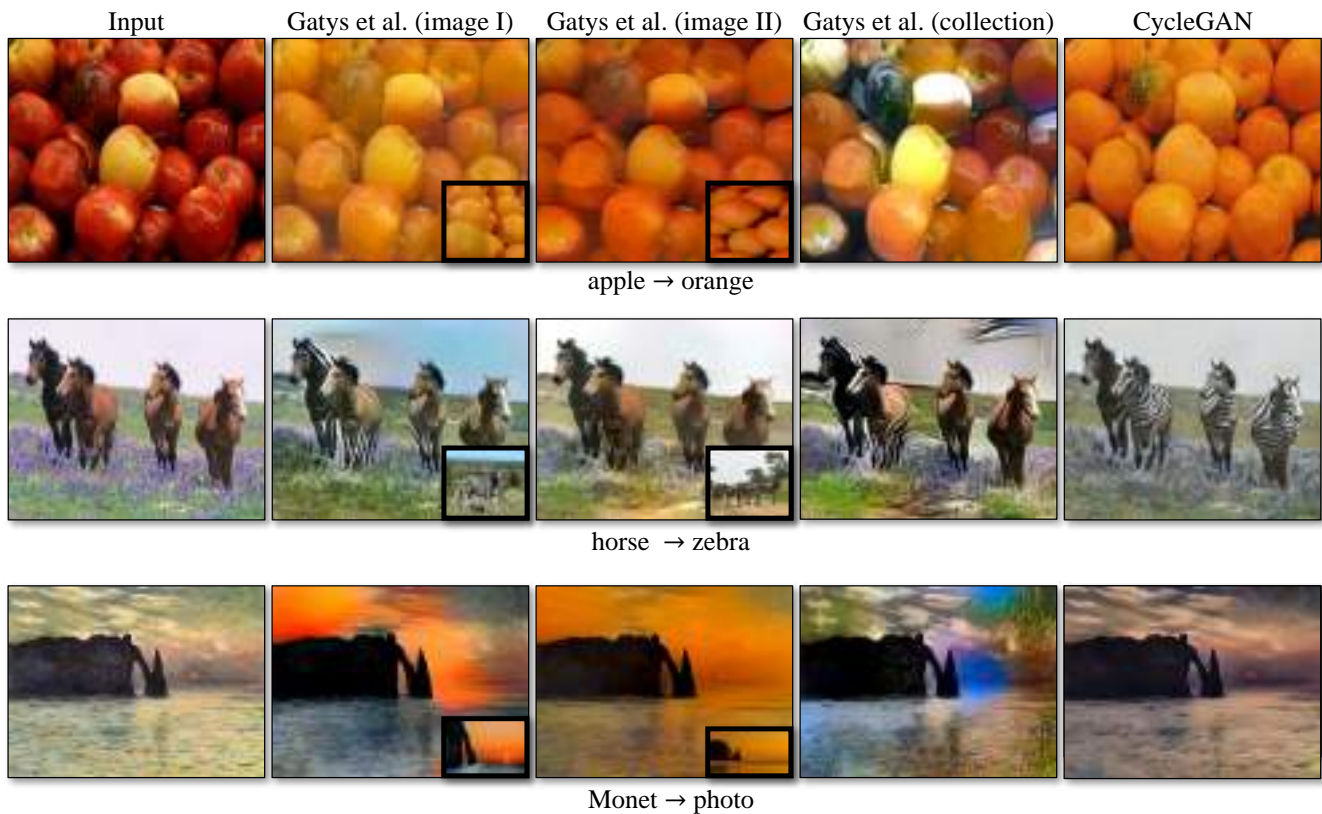 Input Gatys et al. (image I) Gatys et al. (image II) Gatys et al. (collection) CycleGAN
apple → orange
horse → zebra
Monet → photo